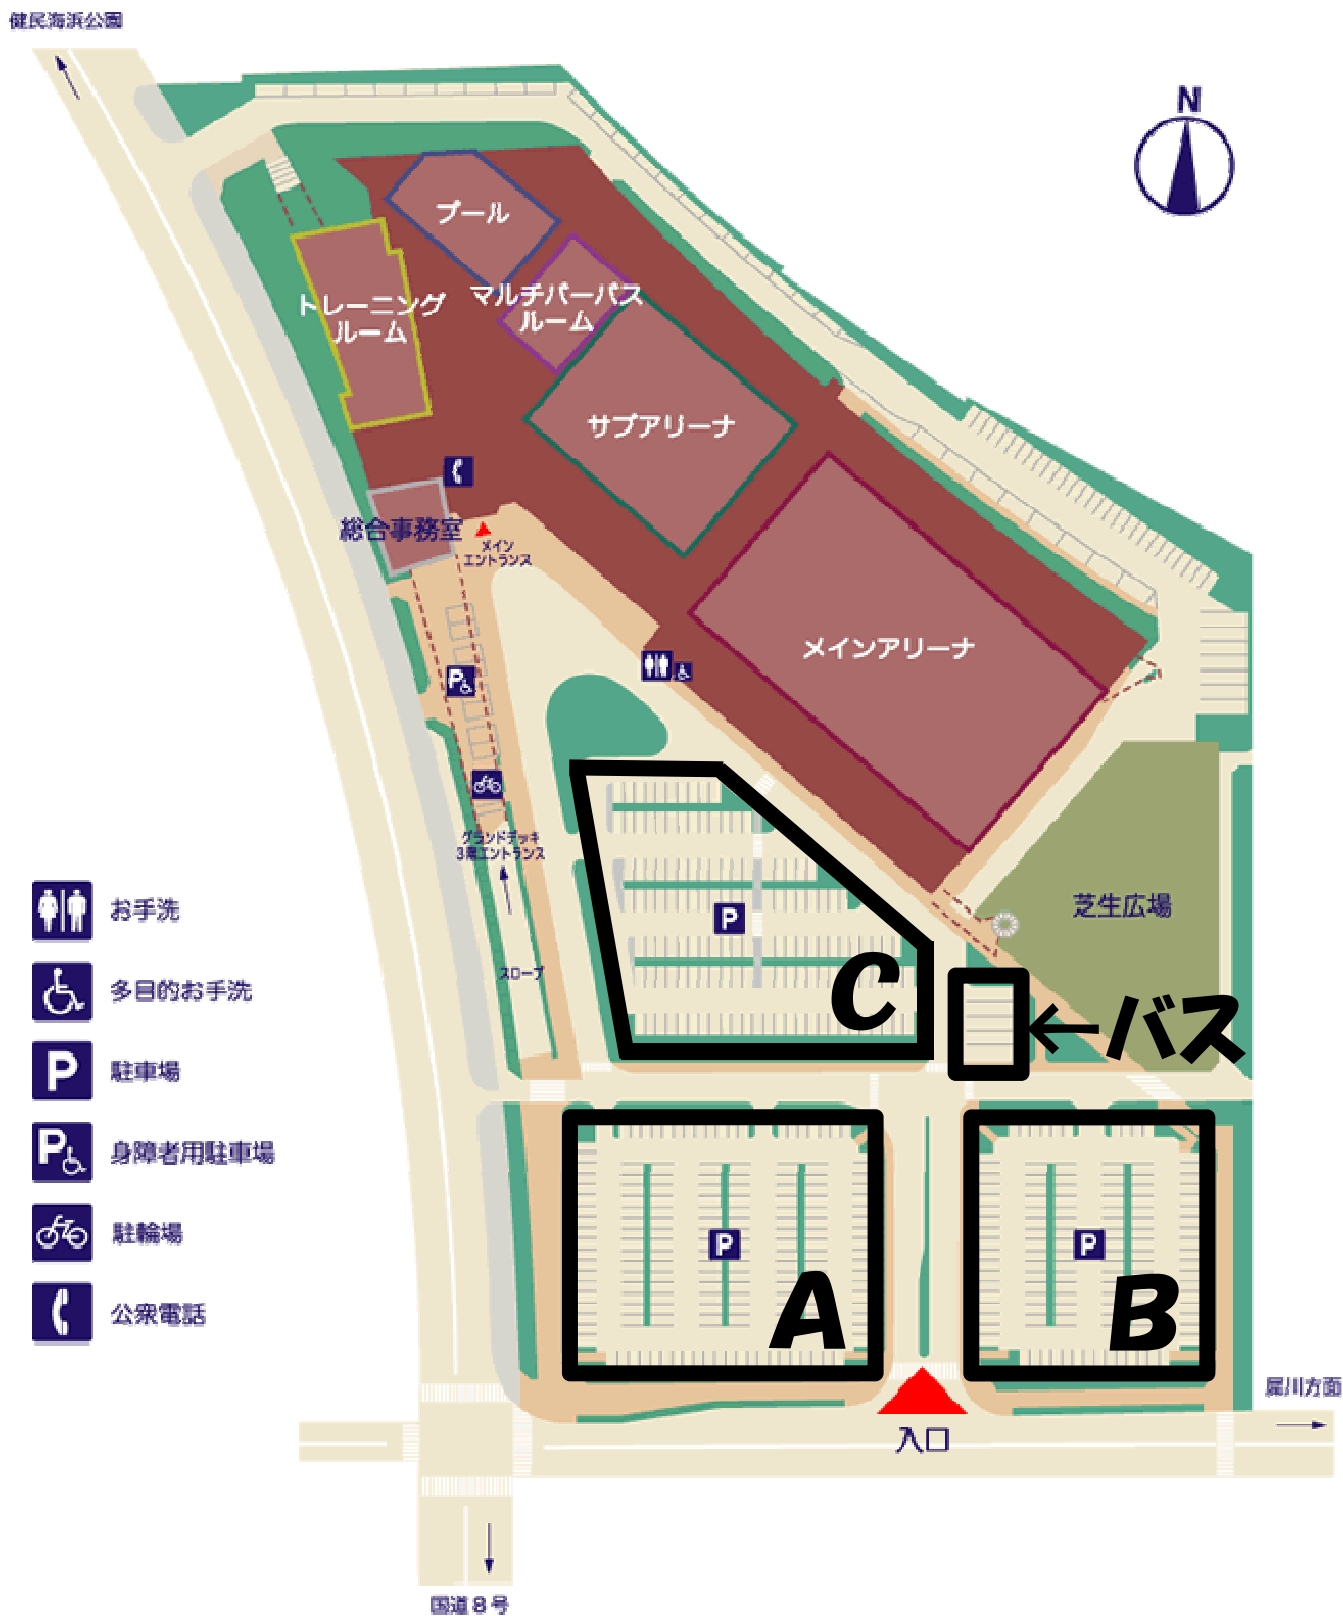 健民海浜公園
N
プール
トレーニング
ルーム
マルチパーパス
ルーム
サブアリーナ
総合事務室
メイン
エントランス
メインアリーナ
P
グランドデッキ
3階エントランス
スロープ
芝生広場
P
C
←バス
お手洗
多目的お手洗
P
駐車場
P
身障者用駐車場
駐輪場
公衆電話
P
A
P
B
入口
犀川方面
国道8号